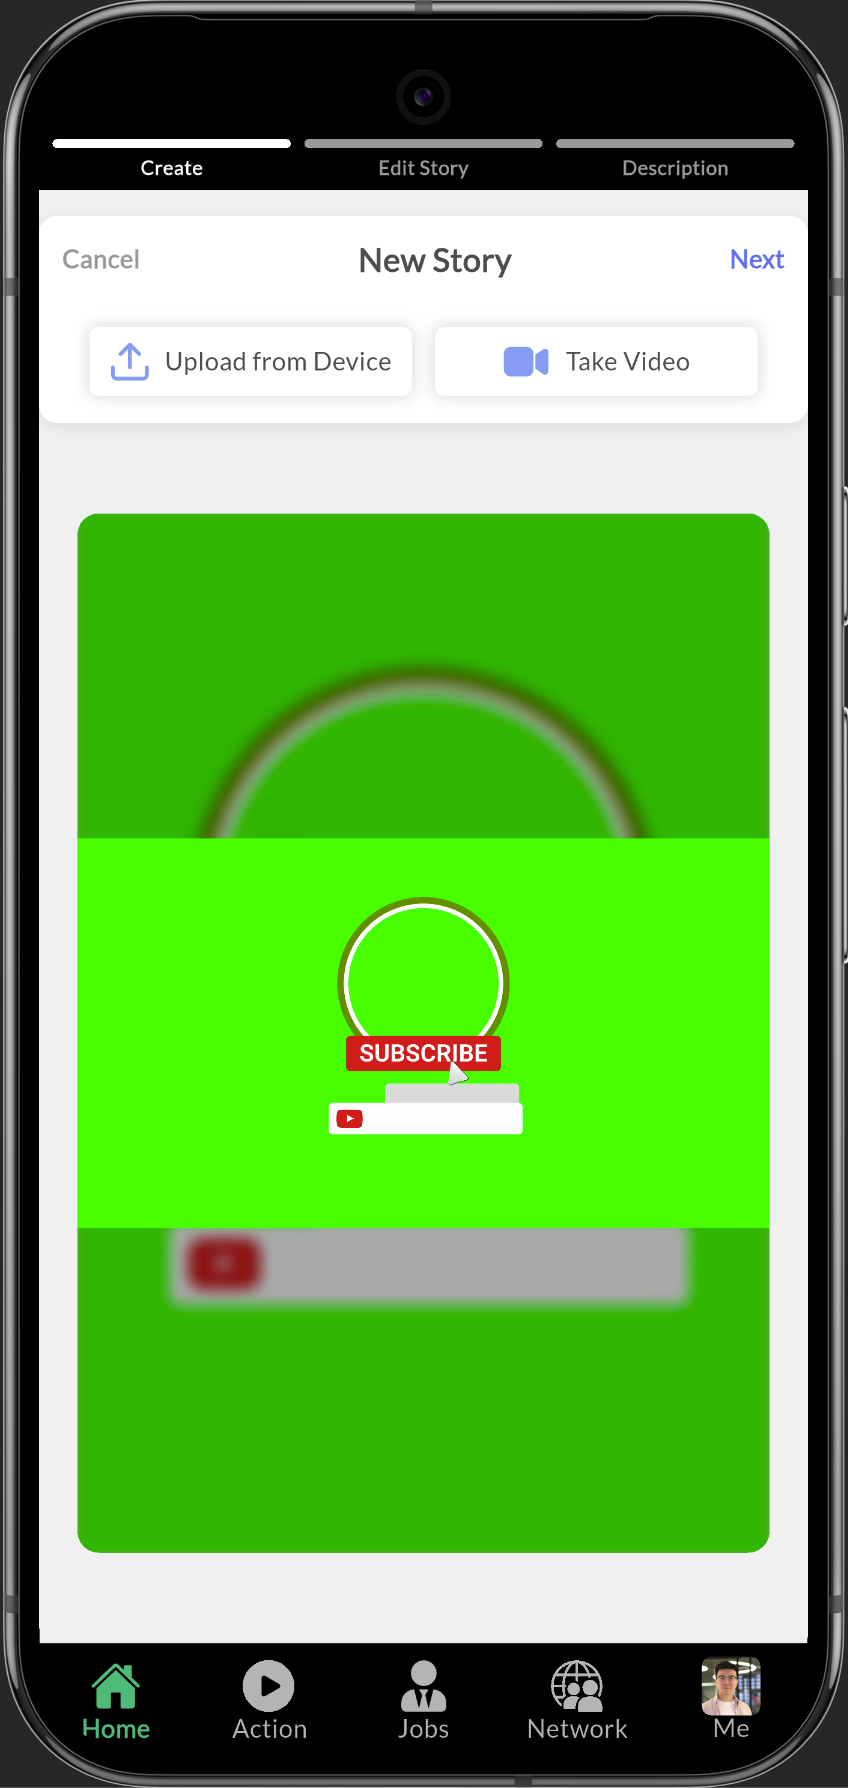 Create
Edit Story
Description
Cancel
New Story
Next
Upload from Device
Take Video
SUBSCRIBE
Home
Action
Jobs
Network
Me